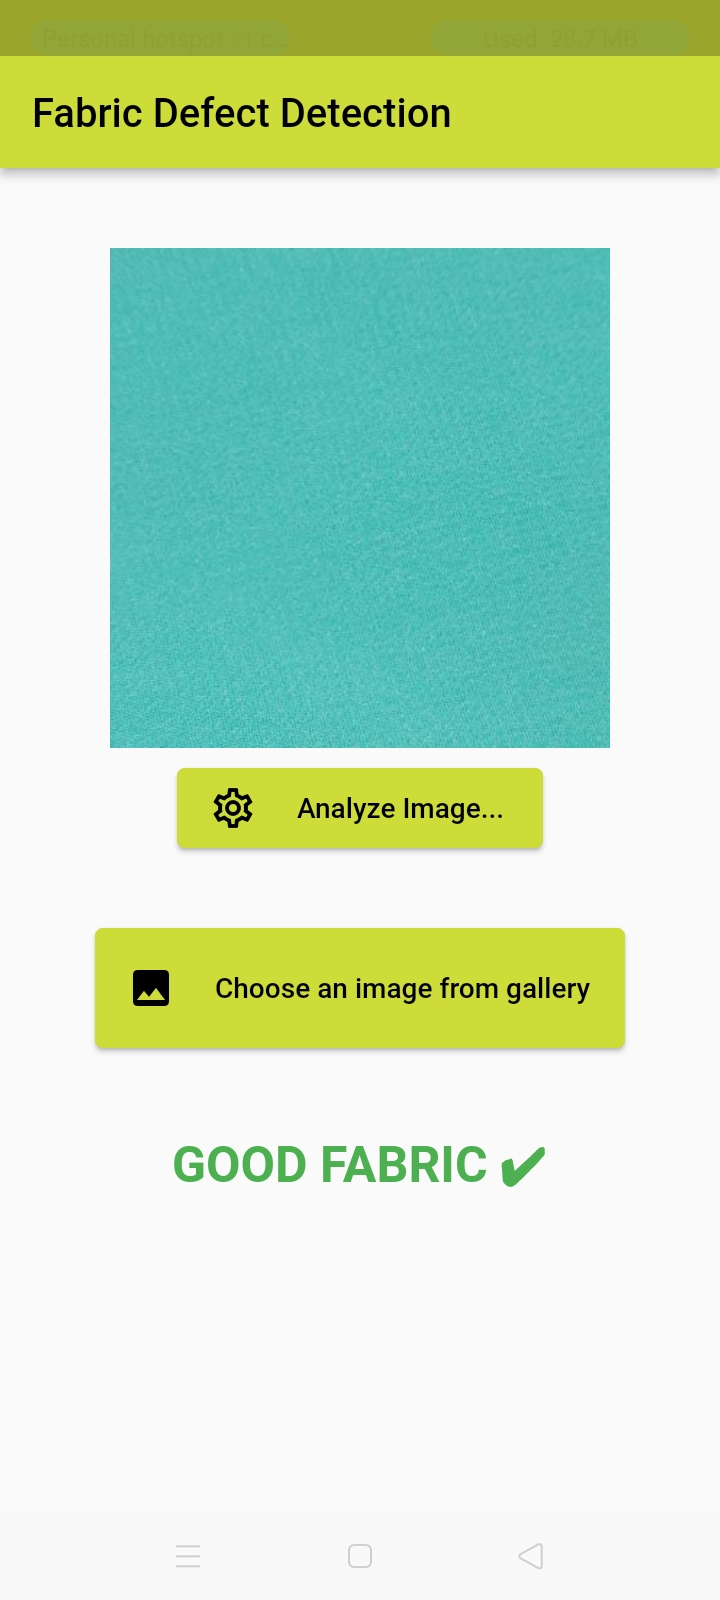 Personal hotspot : 1 c...
Used 28.7 MB
Fabric Defect Detection
Analyze Image...
Choose an image from gallery
GOOD FABRIC ✔